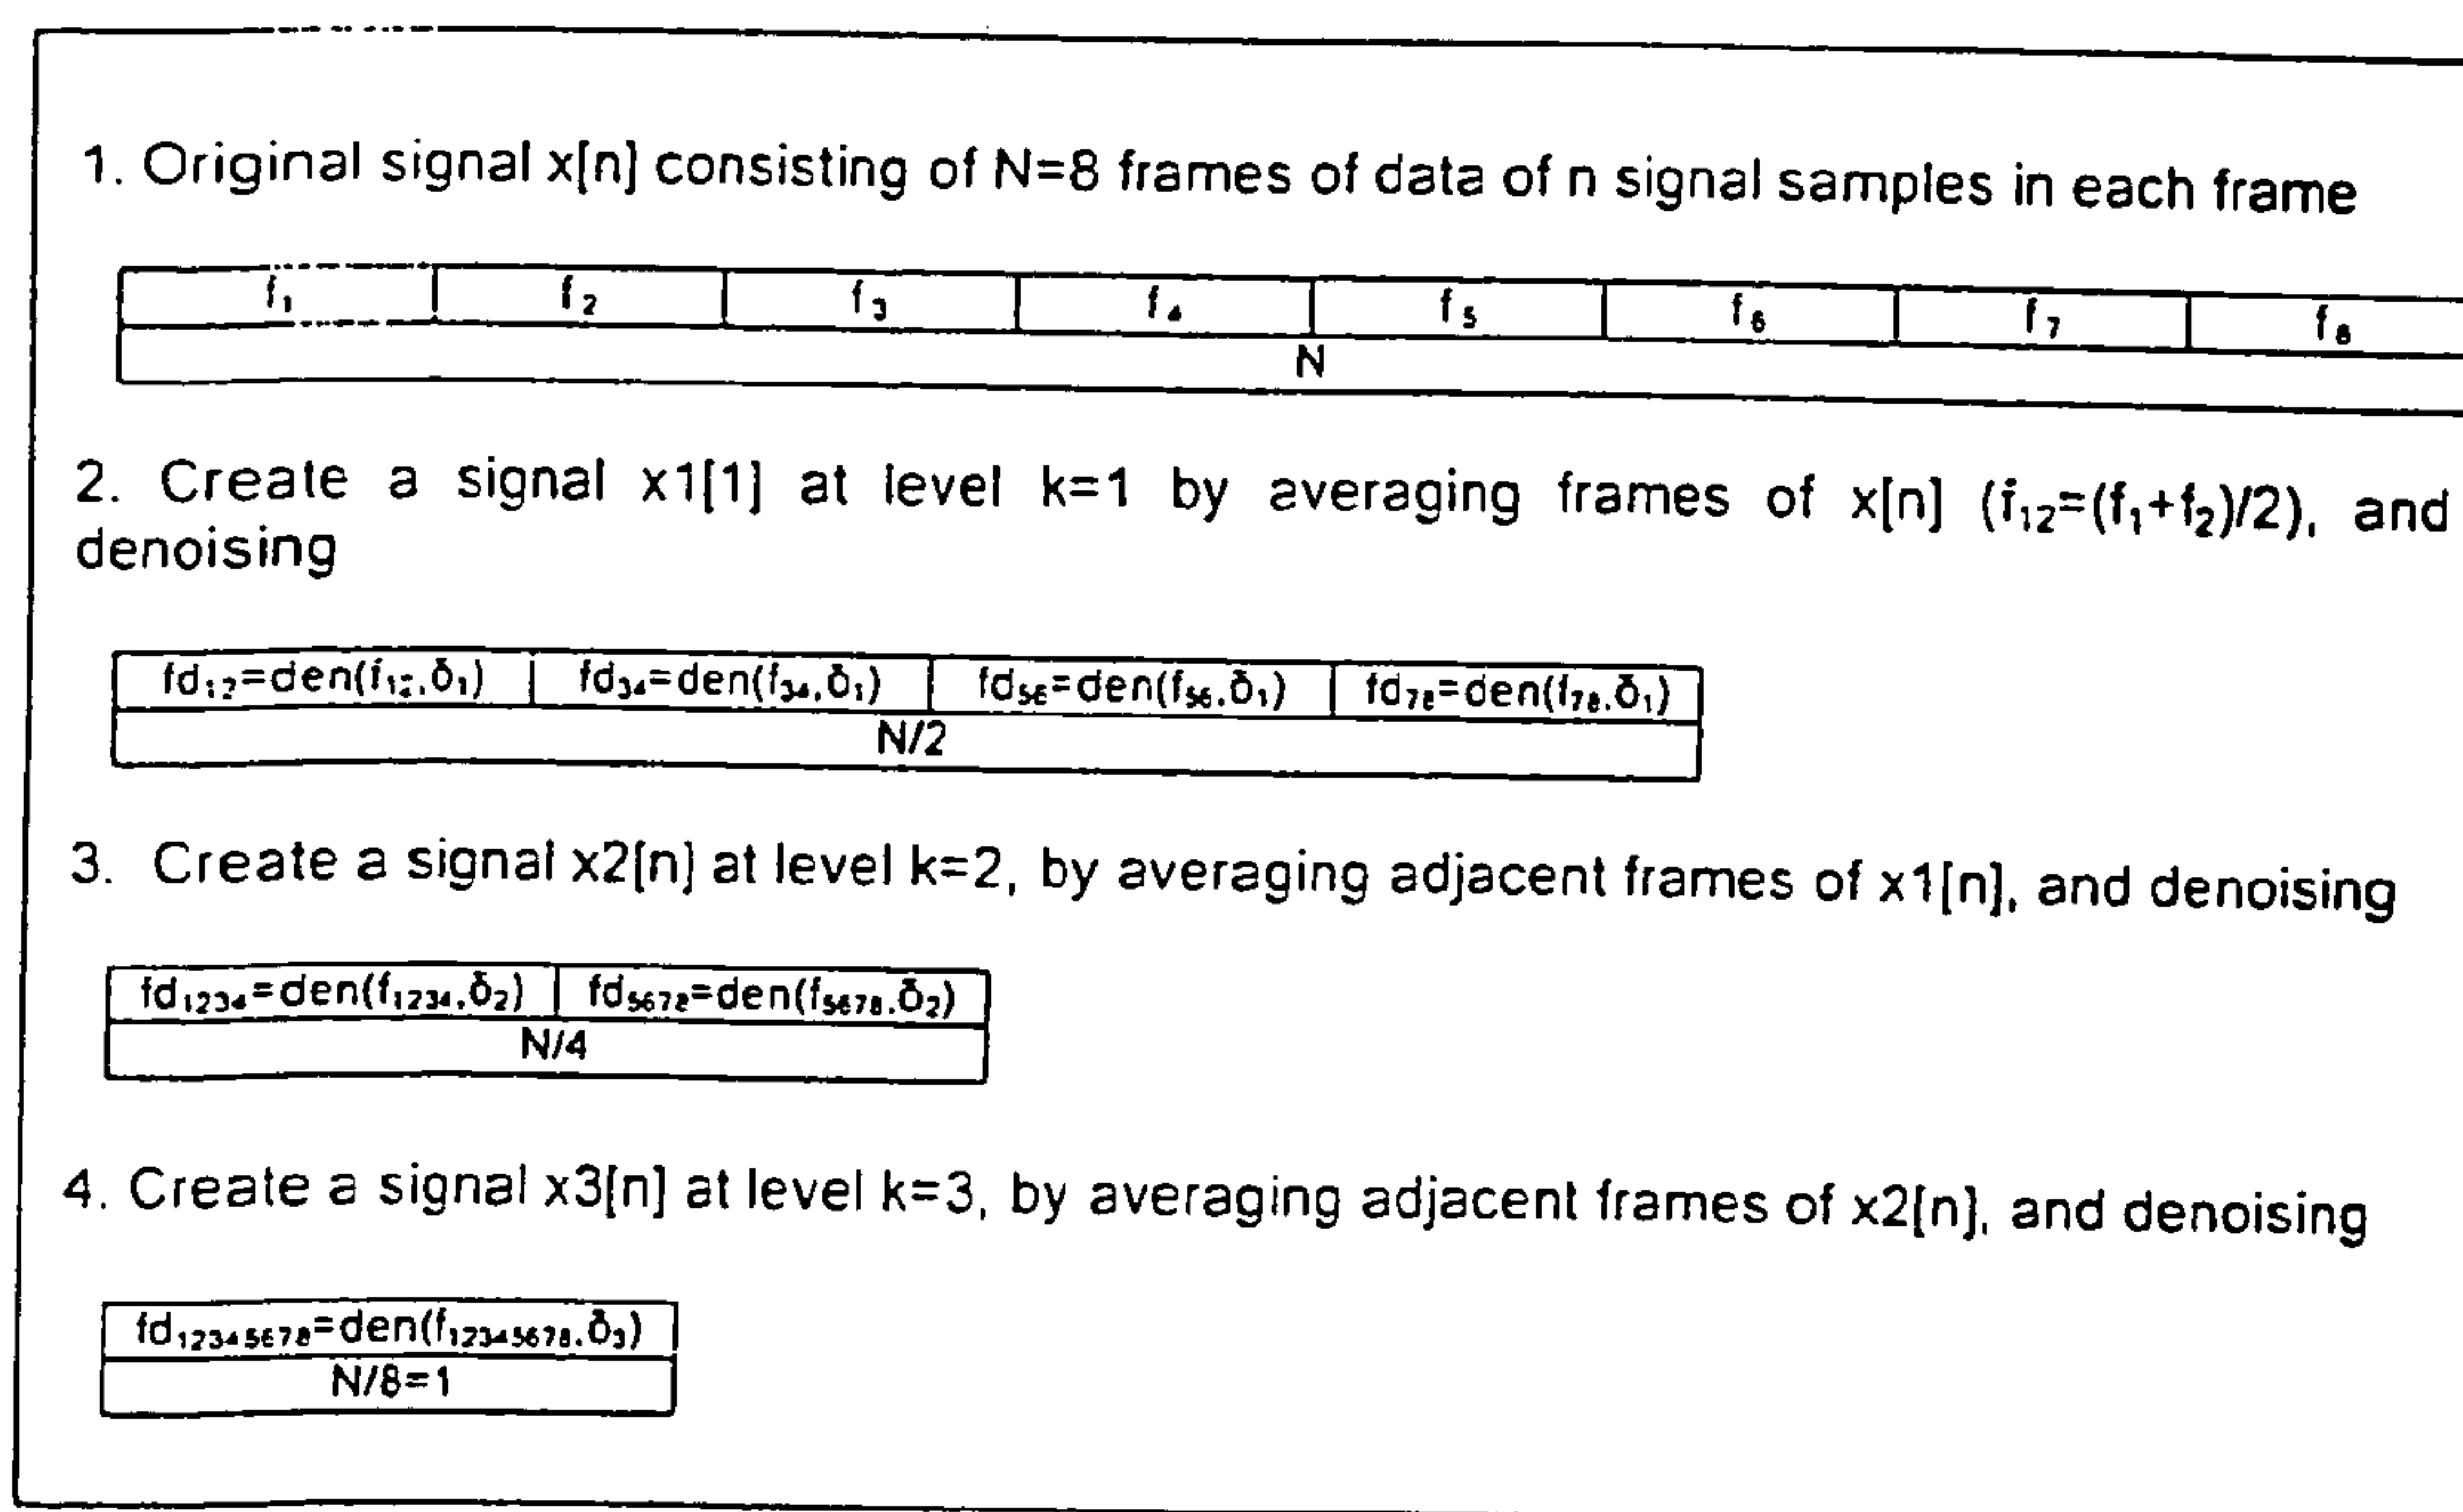 1. Original signal x[n] consisting of N=8 frames of data of n signal samples in each frame
f₁ f₂ f₃ f₄ f₅ f₆ f₇ f₈
N
2. Create a signal x1[1] at level k=1 by averaging frames of x[n] (f₁₂=(f₁+f₂)/2), and
denoising
fd₁₂=den(f₁₂,δ₁) fd₃₄=den(f₃₄,δ₁) fd₅₆=den(f₅₆,δ₁) fd₇₈=den(f₇₈,δ₁)
N/2
3. Create a signal x2[n] at level k=2, by averaging adjacent frames of x1[n], and denoising
fd₁₂₃₄=den(f₁₂₃₄,δ₂) fd₅₆₇₈=den(f₅₆₇₈,δ₂)
N/4
4. Create a signal x3[n] at level k=3, by averaging adjacent frames of x2[n], and denoising
fd₁₂₃₄₅₆₇₈=den(f₁₂₃₄₅₆₇₈,δ₃)
N/8=1